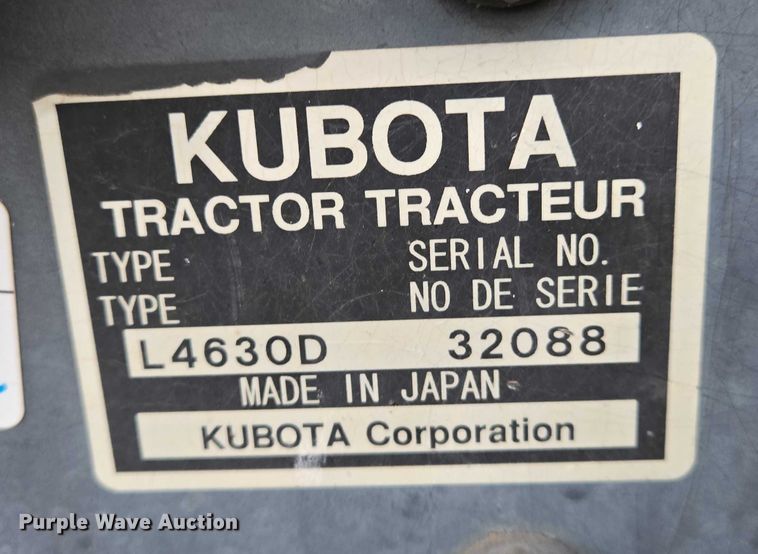 KUBOTA
TRACTOR TRACTEUR
TYPE SERIAL NO.
TYPE NO DE SERIE
L4630D 32088
MADE IN JAPAN
KUBOTA Corporation
Purple Wave Auction